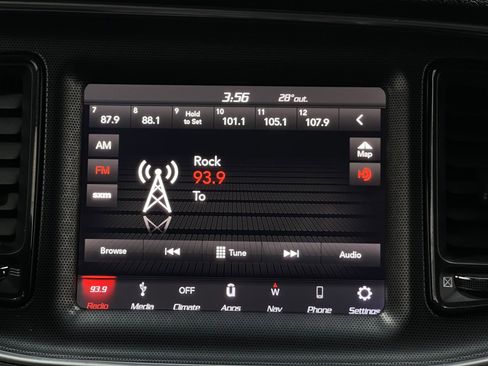 3:56 28°out.
7 8 9 10 11 12
87.9 88.1 Hold to Set 101.1 105.1 107.9
AM
Rock
Map
FM
93.9
sxm
To
Browse Tune Audio
93.9 OFF û W
Radio Media Climate Apps Nav Phone Settings